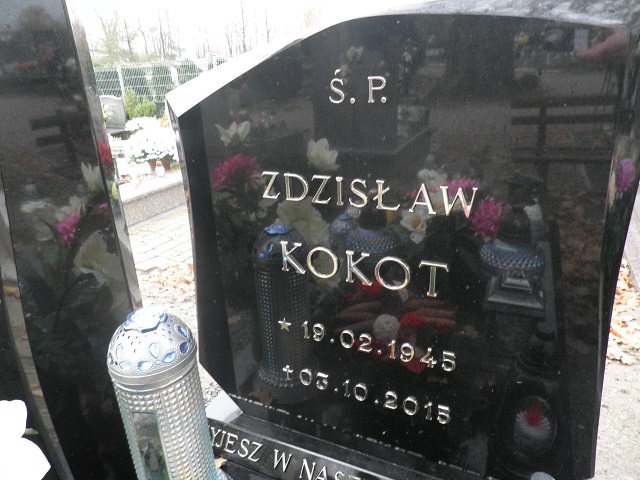 Ś. P.
ZDZISŁAW
KOKOT
★ 19.02.1945
† 03.10.2015
W